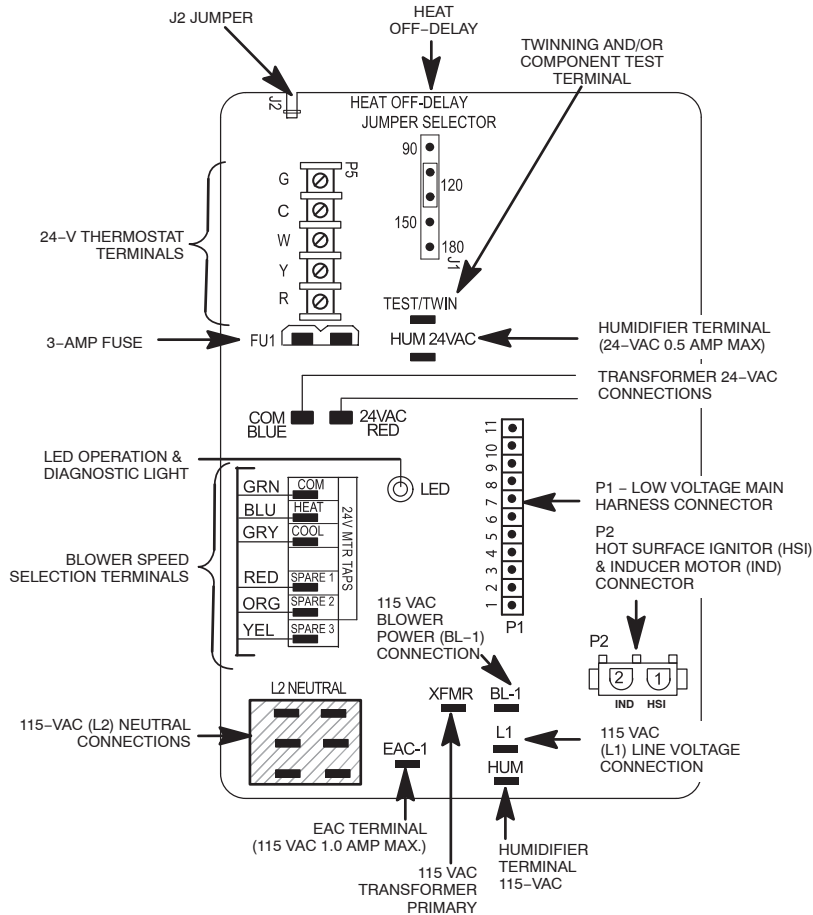 J2 JUMPER
HEAT
OFF–DELAY
TWINNING AND/OR
COMPONENT TEST
TERMINAL
J2
HEAT OFF-DELAY
JUMPER SELECTOR
90
120
150
180
J1
P5
G
C
W
Y
R
24–V THERMOSTAT
TERMINALS
TEST/TWIN
3–AMP FUSE
FU1
HUM 24VAC
HUMIDIFIER TERMINAL
(24–VAC 0.5 AMP MAX)
TRANSFORMER 24–VAC
CONNECTIONS
COM
BLUE
24VAC
RED
LED OPERATION &
DIAGNOSTIC LIGHT
LED
11
10
9
8
7
6
5
4
3
2
1
P1
P1 – LOW VOLTAGE MAIN
HARNESS CONNECTOR
GRN COM
BLU HEAT
GRY COOL
RED SPARE 1
ORG SPARE 2
YEL SPARE 3
24V MTR TAPS
BLOWER SPEED
SELECTION TERMINALS
P2
HOT SURFACE IGNITOR (HSI)
& INDUCER MOTOR (IND)
CONNECTOR
115 VAC
BLOWER
POWER (BL–1)
CONNECTION
P2
2 1
IND HSI
L2 NEUTRAL
XFMR
BL-1
115–VAC (L2) NEUTRAL
CONNECTIONS
L1
115 VAC
(L1) LINE VOLTAGE
CONNECTION
EAC-1
HUM
EAC TERMINAL
(115 VAC 1.0 AMP MAX.)
115 VAC
TRANSFORMER
PRIMARY
HUMIDIFIER
TERMINAL
115–VAC